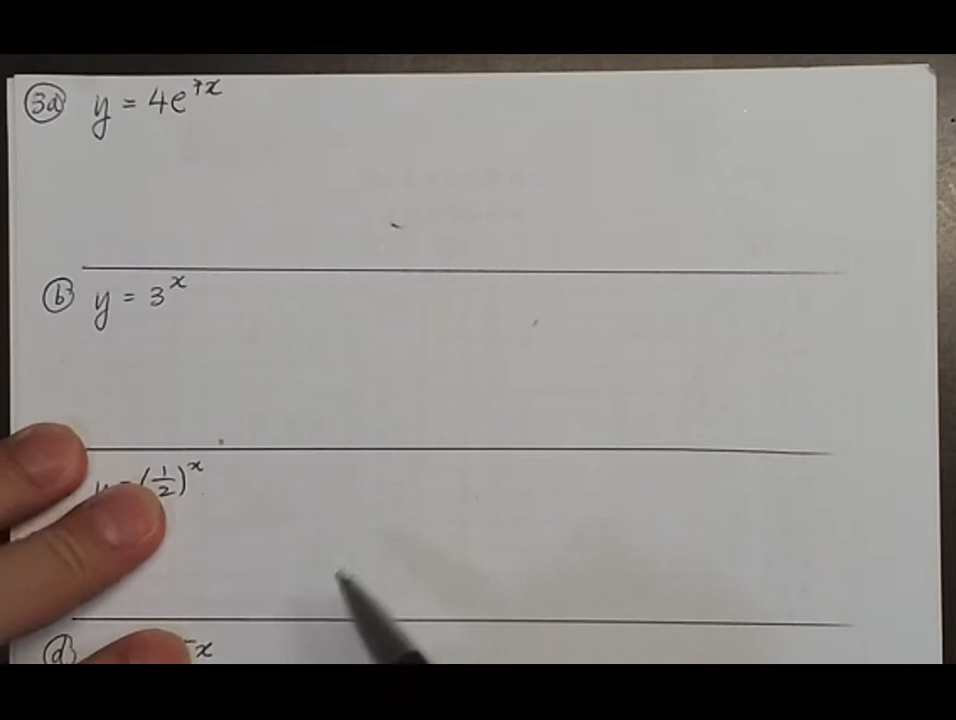 3a y = 4e^{7x}
b y = 3^x
y = (1/2)^x
d -x